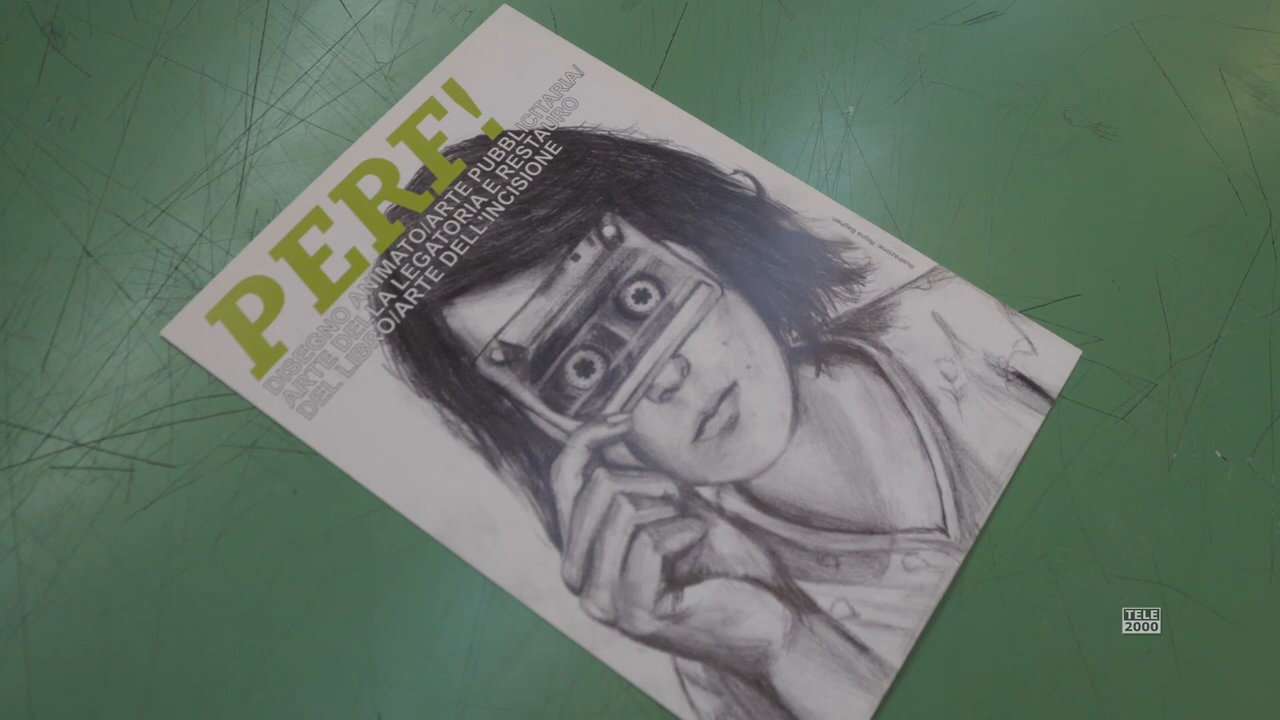 PERF!
DISEGNO ANIMATO/ARTE PUBBLICITARIA/
ARTE DELLA LEGATORIA E RESTAURO
DEL LIBRO/ARTE DELL'INCISIONE
TELE
2000